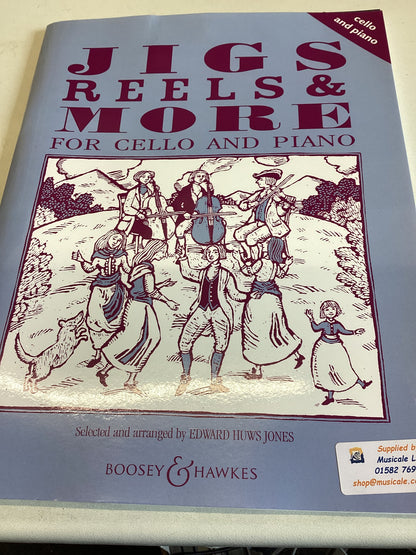 cello
and piano
JIGS
REELS &
MORE
FOR CELLO AND PIANO
Selected and arranged by EDWARD HUWS JONES
BOOSEY & HAWKES
Supplied by
Musicale L
01582 769
shop@musicale.co